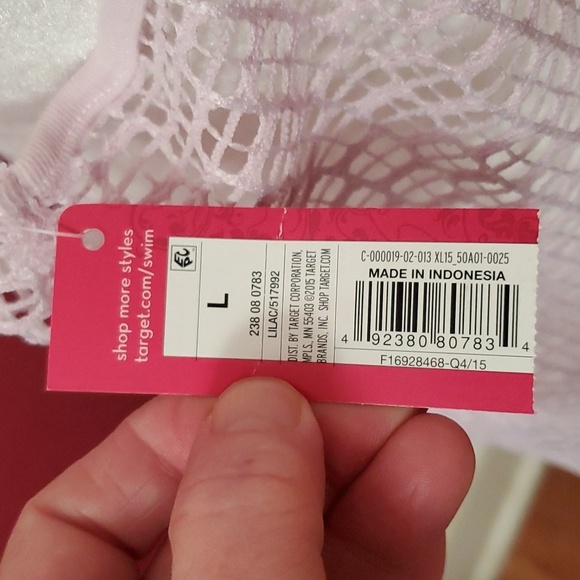 shop more styles
target.com/swim
L
238 08 0783
LILAC/517992
DIST. BY TARGET CORPORATION,
MPLS, MN 55403 ©2015 TARGET
BRANDS, INC. SHOP TARGET.COM
C-000019-02-013 XL15_50A01-0025
MADE IN INDONESIA
4 92380 80783 4
F16928468-Q4/15